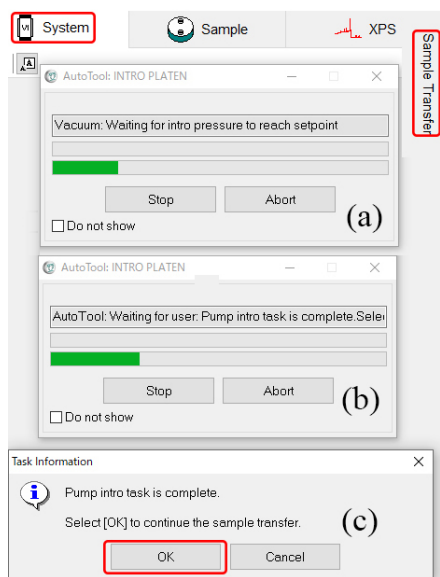 VI System
Sample
XPS
Sample Transfer
A
AutoTool: INTRO PLATEN
Vacuum: Waiting for intro pressure to reach setpoint
Stop
Abort
Do not show
(a)
AutoTool: INTRO PLATEN
AutoTool: Waiting for user: Pump intro task is complete.Selec
Stop
Abort
Do not show
(b)
Task Information
Pump intro task is complete.
Select [OK] to continue the sample transfer.
(c)
OK
Cancel